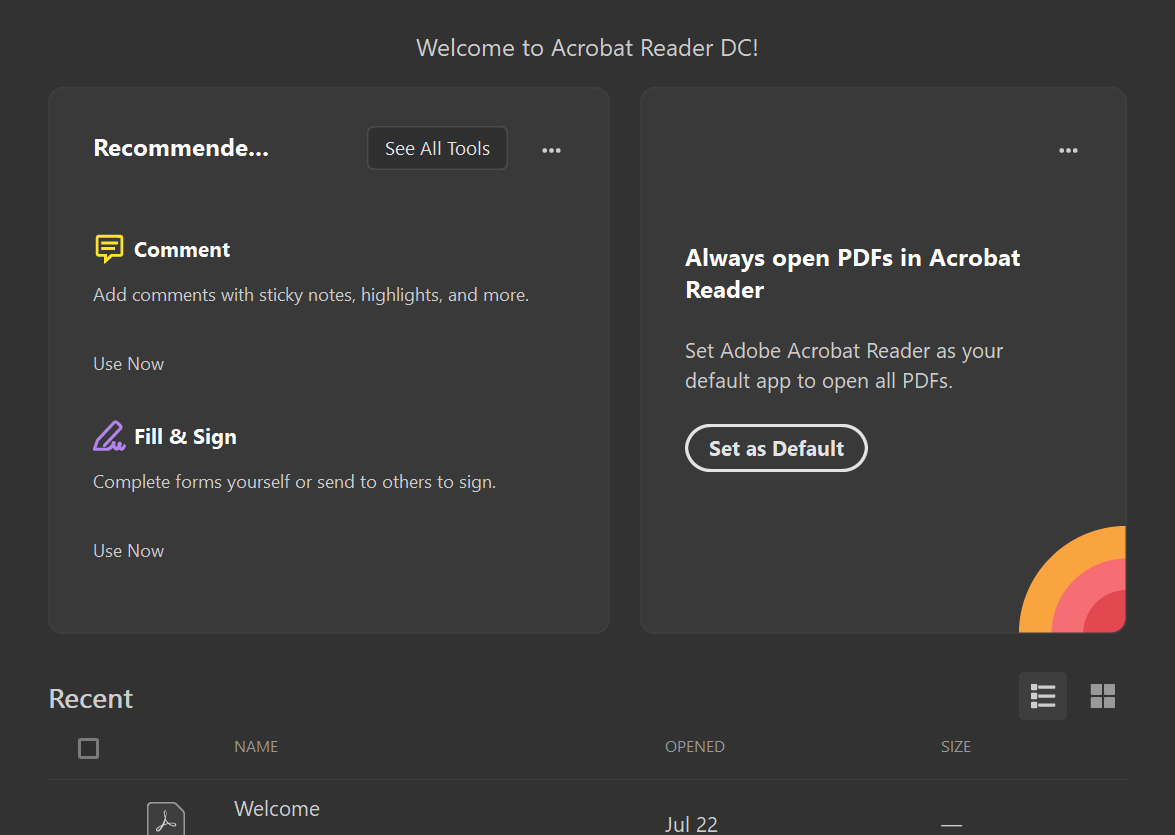 Welcome to Acrobat Reader DC!
Recommende...
See All Tools
Comment
Add comments with sticky notes, highlights, and more.
Use Now
Fill & Sign
Complete forms yourself or send to others to sign.
Use Now
Always open PDFs in Acrobat
Reader
Set Adobe Acrobat Reader as your
default app to open all PDFs.
Set as Default
Recent
NAME OPENED SIZE
Welcome
Jul 22 —